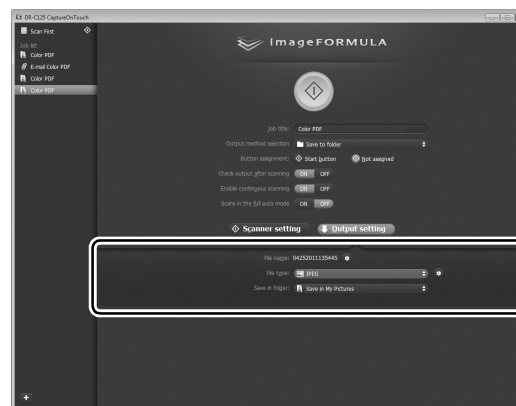 DR-C125 CaptureOnTouch
Scan First
Job list
Color PDF
E-mail Color PDF
Color PDF
Color PDF
imageFORMULA
Job title: Color PDF
Output method selection Save to folder
Button assignment: Start button Not assigned
Check output after scanning ON OFF
Enable continuous scanning ON OFF
Scans in the full auto mode ON OFF
Scanner setting Output setting
File name: 04252011135445
File type: JPEG
Save in folder: Save in My Pictures